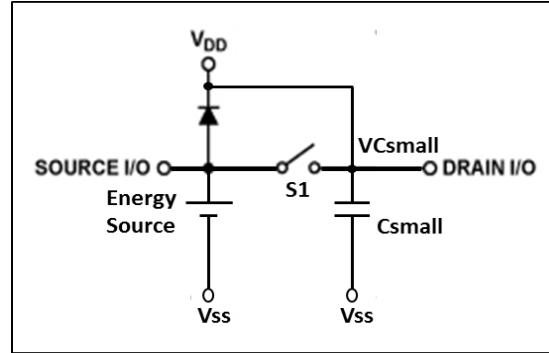 VDD
VCsmall
SOURCE I/O
DRAIN I/O
S1
Energy
Source
Csmall
Vss
Vss